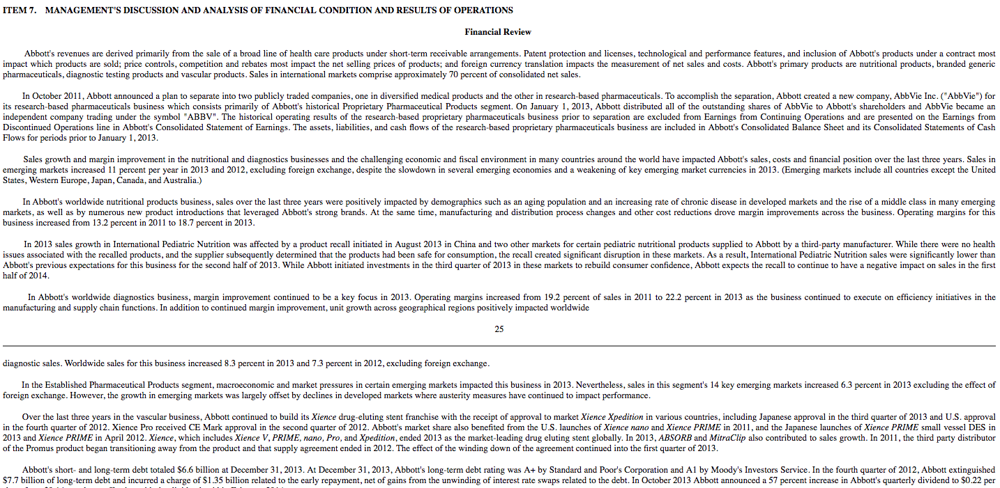 ITEM 7. MANAGEMENT'S DISCUSSION AND ANALYSIS OF FINANCIAL CONDITION AND RESULTS OF OPERATIONS
Financial Review
Abbott's revenues are derived primarily from the sale of a broad line of health care products under short-term receivable arrangements. Patent protection and licenses, technological and performance features, and inclusion of Abbott's products under a contract most
impact which products are sold; price controls, competition and rebates most impact the net selling prices of products; and foreign currency translation impacts the measurement of net sales and costs. Abbott's primary products are nutritional products, branded generic
pharmaceuticals, diagnostic testing products and vascular products. Sales in international markets comprise approximately 70 percent of consolidated net sales.
In October 2011, Abbott announced a plan to separate into two publicly traded companies, one in diversified medical products and the other in research-based pharmaceuticals. To accomplish the separation, Abbott created a new company, AbbVie Inc. ("AbbVie") for
its research-based pharmaceuticals business which consists primarily of Abbott's historical Proprietary Pharmaceutical Products segment. On January 1, 2013, Abbott distributed all of the outstanding shares of AbbVie to Abbott's shareholders and AbbVie became an
independent company trading under the symbol "ABBV". The historical operating results of the research-based proprietary pharmaceuticals business prior to separation are excluded from Earnings from Continuing Operations and are presented on the Earnings from
Discontinued Operations line in Abbott's Consolidated Statement of Earnings. The assets, liabilities, and cash flows of the research-based proprietary pharmaceuticals business are included in Abbott's Consolidated Balance Sheet and its Consolidated Statements of Cash
Flows for periods prior to January 1, 2013.
Sales growth and margin improvement in the nutritional and diagnostics businesses and the challenging economic and fiscal environment in many countries around the world have impacted Abbott's sales, costs and financial position over the last three years. Sales in
emerging markets increased 11 percent per year in 2013 and 2012, excluding foreign exchange, despite the slowdown in several emerging economies and a weakening of key emerging market currencies in 2013. (Emerging markets include all countries except the United
States, Western Europe, Japan, Canada, and Australia.)
In Abbott's worldwide nutritional products business, sales over the last three years were positively impacted by demographics such as an aging population and an increasing rate of chronic disease in developed markets and the rise of a middle class in many emerging
markets, as well as by numerous new product introductions that leveraged Abbott's strong brands. At the same time, manufacturing and distribution process changes and other cost reductions drove margin improvements across the business. Operating margins for this
business increased from 13.2 percent in 2011 to 18.7 percent in 2013.
In 2013 sales growth in International Pediatric Nutrition was affected by a product recall initiated in August 2013 in China and two other markets for certain pediatric nutritional products supplied to Abbott by a third-party manufacturer. While there were no health
issues associated with the recalled products, and the supplier subsequently determined that the products had been safe for consumption, the recall created significant disruption in these markets. As a result, International Pediatric Nutrition sales were significantly lower than
Abbott's previous expectations for this business for the second half of 2013. While Abbott initiated investments in the third quarter of 2013 in these markets to rebuild consumer confidence, Abbott expects the recall to continue to have a negative impact on sales in the first
half of 2014.
In Abbott's worldwide diagnostics business, margin improvement continued to be a key focus in 2013. Operating margins increased from 19.2 percent of sales in 2011 to 22.2 percent in 2013 as the business continued to execute on efficiency initiatives in the
manufacturing and supply chain functions. In addition to continued margin improvement, unit growth across geographical regions positively impacted worldwide
25
diagnostic sales. Worldwide sales for this business increased 8.3 percent in 2013 and 7.3 percent in 2012, excluding foreign exchange.
In the Established Pharmaceutical Products segment, macroeconomic and market pressures in certain emerging markets impacted this business in 2013. Nevertheless, sales in this segment's 14 key emerging markets increased 6.3 percent in 2013 excluding the effect of
foreign exchange. However, the growth in emerging markets was largely offset by declines in developed markets where austerity measures have continued to impact performance.
Over the last three years in the vascular business, Abbott continued to build its Xience drug-eluting stent franchise with the receipt of approval to market Xience Xpedition in various countries, including Japanese approval in the third quarter of 2013 and U.S. approval
in the fourth quarter of 2012. Xience Pro received CE Mark approval in the second quarter of 2012. Abbott's market share also benefited from the U.S. launches of Xience nano and Xience PRIME in 2011, and the Japanese launches of Xience PRIME small vessel DES in
2013 and Xience PRIME in April 2012. Xience, which includes Xience V, PRIME, nano, Pro, and Xpedition, ended 2013 as the market-leading drug eluting stent globally. In 2013, ABSORB and MitraClip also contributed to sales growth. In 2011, the third party distributor
of the Promus product began transitioning away from the product and that supply agreement ended in 2012. The effect of the winding down of the agreement continued into the first quarter of 2013.
Abbott's short- and long-term debt totaled $6.6 billion at December 31, 2013. At December 31, 2013, Abbott's long-term debt rating was A+ by Standard and Poor's Corporation and A1 by Moody's Investors Service. In the fourth quarter of 2012, Abbott extinguished
$7.7 billion of long-term debt and incurred a charge of $1.35 billion related to the early repayment, net of gains from the unwinding of interest rate swaps related to the debt. In October 2013 Abbott announced a 57 percent increase in Abbott's quarterly dividend to $0.22 per